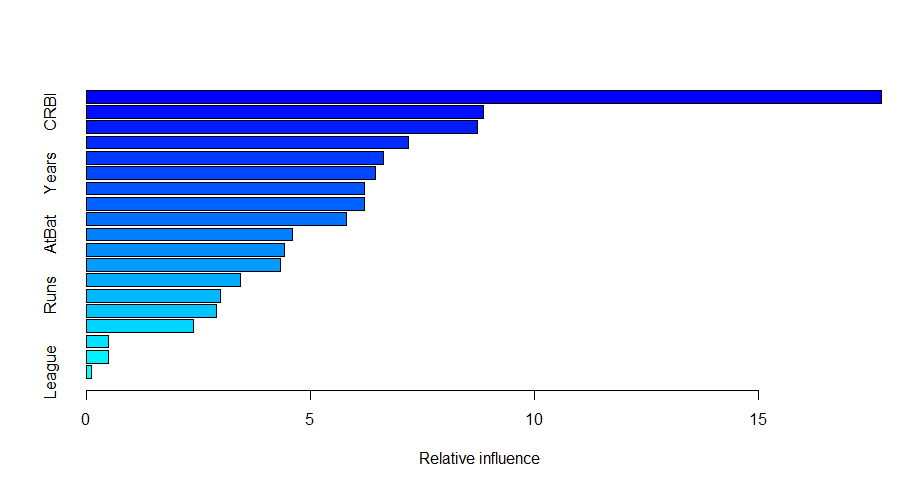 CRBI
Years
AtBat
Runs
League
0 5 10 15
Relative influence